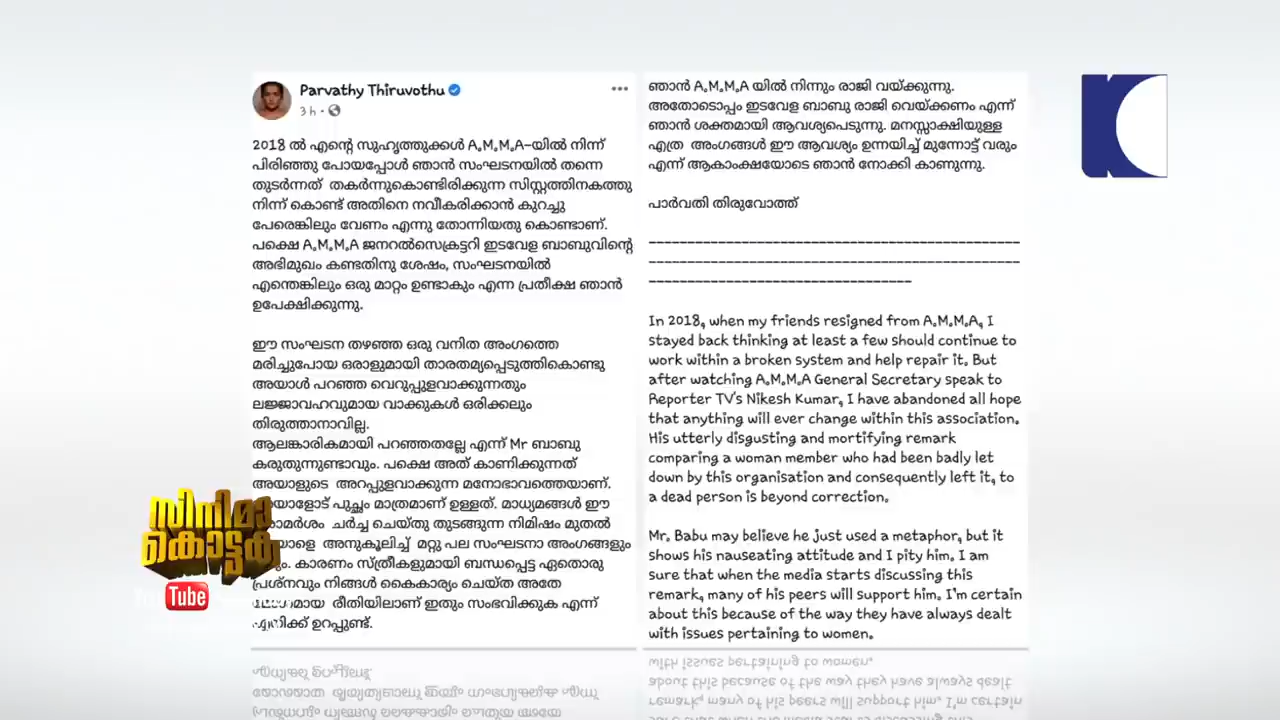 Parvathy Thiruvothu
3 h ·
2018 ൽ എന്റെ സുഹൃത്തുക്കൾ A.M.M.A-യിൽ നിന്ന്
പിരിഞ്ഞു പോയപ്പോൾ ഞാൻ സംഘടനയിൽ തന്നെ
തുടർന്നത് തകർന്നുകൊണ്ടിരിക്കുന്ന സിസ്റ്റത്തിനകത്തു
നിന്ന് കൊണ്ട് അതിനെ നവീകരിക്കാൻ കുറച്ചു
പേരെങ്കിലും വേണം എന്നു തോന്നിയതു കൊണ്ടാണ്.
പക്ഷെ A.M.M.A ജനറൽസെക്രട്ടറി ഇടവേള ബാബുവിന്റെ
അഭിമുഖം കണ്ടതിനു ശേഷം, സംഘടനയിൽ
എന്തെങ്കിലും ഒരു മാറ്റം ഉണ്ടാകും എന്ന പ്രതീക്ഷ ഞാൻ
ഉപേക്ഷിക്കുന്നു.
ഈ സംഘടന തഴഞ്ഞ ഒരു വനിത അംഗത്തെ
മരിച്ചുപോയ ഒരാളുമായി താരതമ്യപ്പെടുത്തികൊണ്ടു
അയാൾ പറഞ്ഞ വെറുപ്പുളവാക്കുന്നതും
ലജ്ജാവഹവുമായ വാക്കുകൾ ഒരിക്കലും
തിരുത്താനാവില്ല.
ആലങ്കാരികമായി പറഞ്ഞതല്ലേ എന്ന് Mr ബാബു
കരുതുന്നുണ്ടാവും. പക്ഷെ അത് കാണിക്കുന്നത്
അയാളുടെ അറപ്പുളവാക്കുന്ന മനോഭാവത്തെയാണ്.
പുച്ഛം മാത്രമാണ് ഉള്ളത്. മാധ്യമങ്ങൾ ഈ
ചർച്ച ചെയ്തു തുടങ്ങുന്ന നിമിഷം മുതൽ
അനുകൂലിച്ച് മറ്റു പല സംഘടനാ അംഗങ്ങളും
കാരണം സ്ത്രീകളുമായി ബന്ധപ്പെട്ട ഏതൊരു
പ്രശ്നവും നിങ്ങൾ കൈകാര്യം ചെയ്ത അതേ
രീതിയിലാണ് ഇതും സംഭവിക്കുക എന്ന്
എനിക്ക് ഉറപ്പുണ്ട്.
ഞാൻ A.M.M.A യിൽ നിന്നും രാജി വയ്ക്കുന്നു.
അതോടൊപ്പം ഇടവേള ബാബു രാജി വെയ്ക്കണം എന്ന്
ഞാൻ ശക്തമായി ആവശ്യപെടുന്നു. മനസ്സാക്ഷിയുള്ള
എത്ര അംഗങ്ങൾ ഈ ആവശ്യം ഉന്നയിച്ച് മുന്നോട്ട് വരും
എന്ന് ആകാംക്ഷയോടെ ഞാൻ നോക്കി കാണുന്നു.
പാർവതി തിരുവോത്ത്
In 2018, when my friends resigned from A.M.M.A, I
stayed back thinking at least a few should continue to
work within a broken system and help repair it. But
after watching A.M.M.A General Secretary speak to
Reporter TV's Nikesh Kumar, I have abandoned all hope
that anything will ever change within this association.
His utterly disgusting and mortifying remark
comparing a woman member who had been badly let
down by this organisation and consequently left it, to
a dead person is beyond correction.
Mr. Babu may believe he just used a metaphor, but it
shows his nauseating attitude and I pity him. I am
sure that when the media starts discussing this
remark, many of his peers will support him. I'm certain
about this because of the way they have always dealt
with issues pertaining to women.
സിനിമാ
കൊട്ടക
YouTube